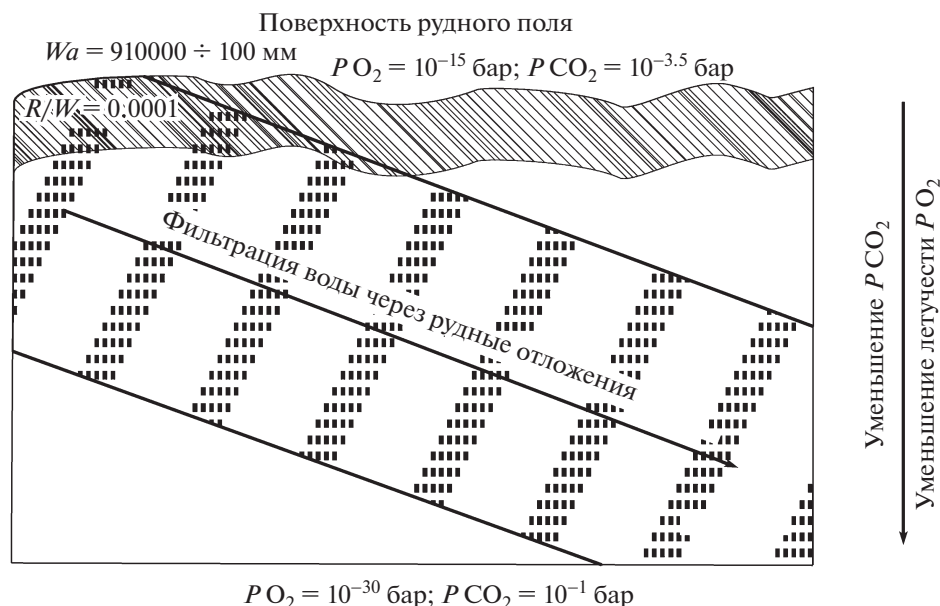 Поверхность рудного поля
Wa = 910000 ÷ 100 мм
P O₂ = 10⁻¹⁵ бар; P CO₂ = 10⁻³·⁵ бар
R/W = 0.0001
Фильтрация воды через рудные отложения
Уменьшение P CO₂
Уменьшение летучести P O₂
P O₂ = 10⁻³⁰ бар; P CO₂ = 10⁻¹ бар